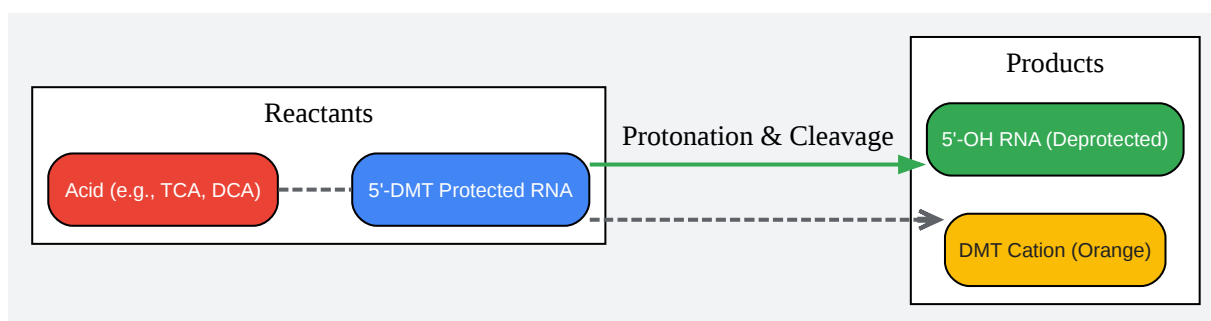 Products
Reactants
Protonation & Cleavage
5'-OH RNA (Deprotected)
Acid (e.g., TCA, DCA)
5'-DMT Protected RNA
DMT Cation (Orange)